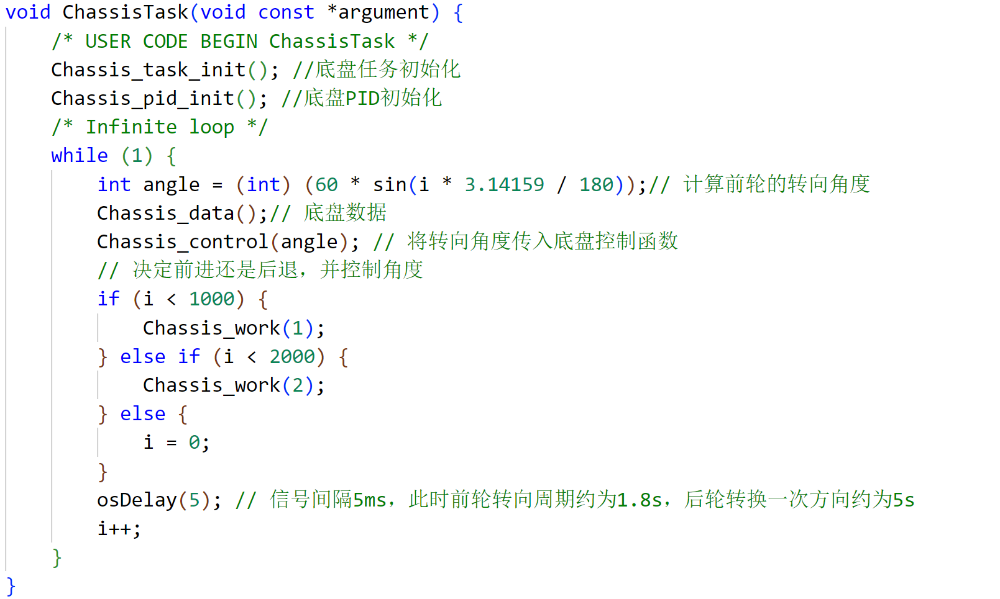 void ChassisTask(void const *argument) {
    /* USER CODE BEGIN ChassisTask */
    Chassis_task_init(); //底盘任务初始化
    Chassis_pid_init(); //底盘PID初始化
    /* Infinite loop */
    while (1) {
        int angle = (int) (60 * sin(i * 3.14159 / 180));// 计算前轮的转向角度
        Chassis_data();// 底盘数据
        Chassis_control(angle); // 将转向角度传入底盘控制函数
        // 决定前进还是后退，并控制角度
        if (i < 1000) {
            Chassis_work(1);
        } else if (i < 2000) {
            Chassis_work(2);
        } else {
            i = 0;
        }
        osDelay(5); // 信号间隔5ms，此时前轮转向周期约为1.8s，后轮转换一次方向约为5s
        i++;
    }
}